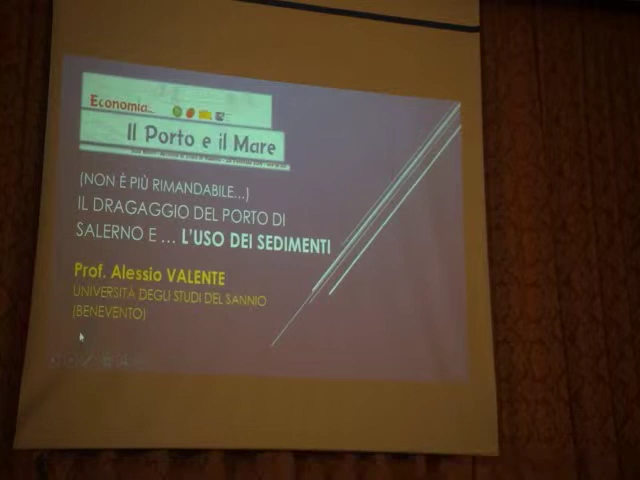 Economia...
Il Porto e il Mare
(NON È PIÙ RIMANDABILE...)
IL DRAGAGGIO DEL PORTO DI
SALERNO E ... L'USO DEI SEDIMENTI
Prof. Alessio VALENTE
UNIVERSITÀ DEGLI STUDI DEL SANNIO
(BENEVENTO)